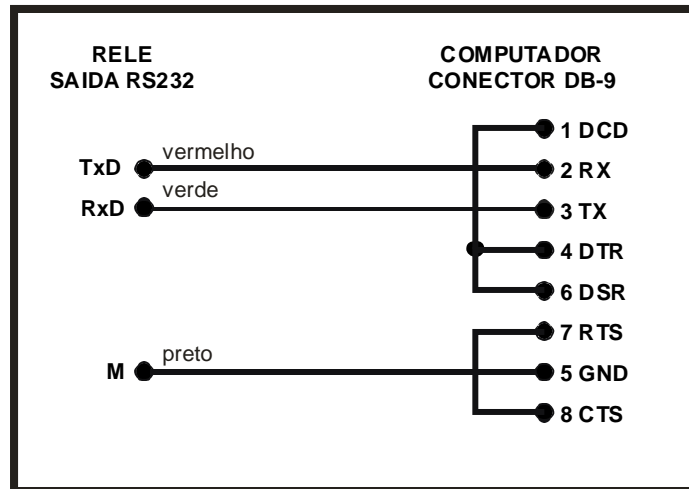 RELE
SAIDA RS232
COMPUTADOR
CONECTOR DB-9
1 DCD
TxD
vermelho
2 RX
RxD
verde
3 TX
4 DTR
6 DSR
7 RTS
M
preto
5 GND
8 CTS